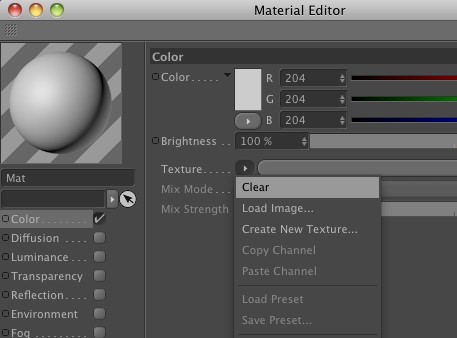 Material Editor
Color
Color..... R 204
G 204
B 204
Brightness .. 100 %
Texture.....
Mix Mode..
Mix Strength
Clear
Load Image...
Create New Texture...
Copy Channel
Paste Channel
Load Preset
Save Preset...
Mat
Color........
Diffusion ....
Luminance ...
Transparency
Reflection....
Environment
Fog